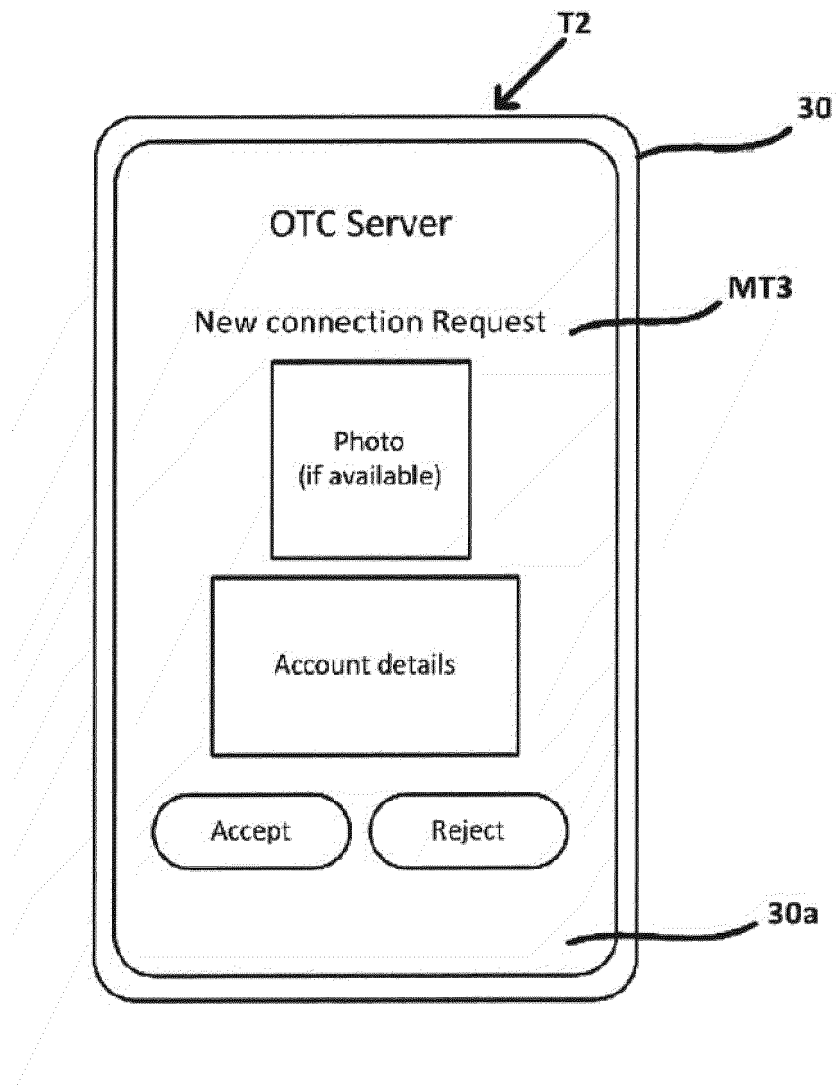 T2
30
OTC Server
MT3
New connection Request
Photo
(if available)
Account details
Accept
Reject
30a